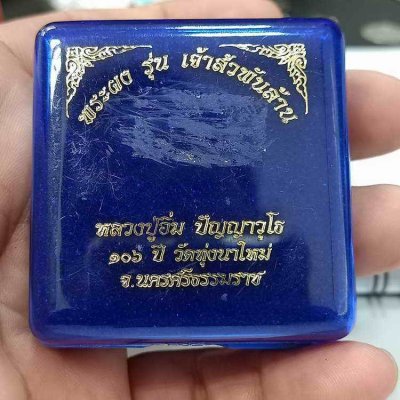 พระผง รุ่น เจ้าสัวพันล้าน
หลวงปู่อิ่ม ปัญญาวุโธ
๑๐๖ ปี วัดทุ่งนาใหม่
จ.นครศรีธรรมราช